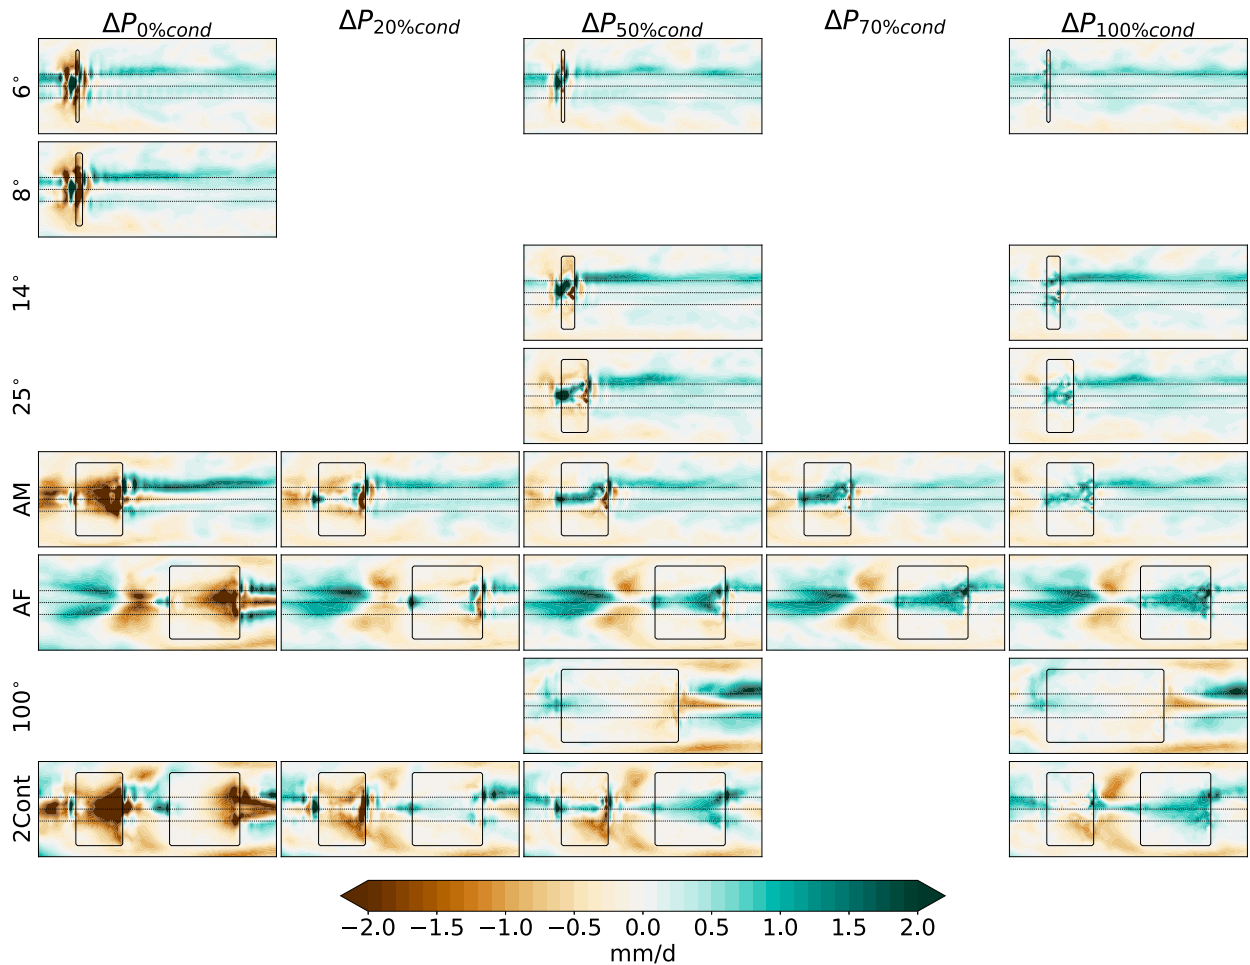 ΔP0%cond ΔP20%cond ΔP50%cond ΔP70%cond ΔP100%cond
6°
8°
14°
25°
AM
AF
100°
2Cont
−2.0 −1.5 −1.0 −0.5 0.0 0.5 1.0 1.5 2.0
mm/d